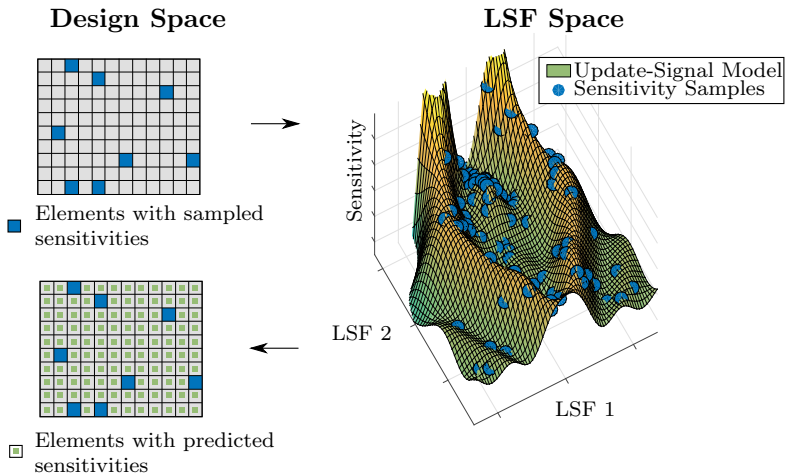 Design Space
LSF Space
Update-Signal Model
Sensitivity Samples
Sensitivity
Elements with sampled
sensitivities
LSF 2
LSF 1
Elements with predicted
sensitivities